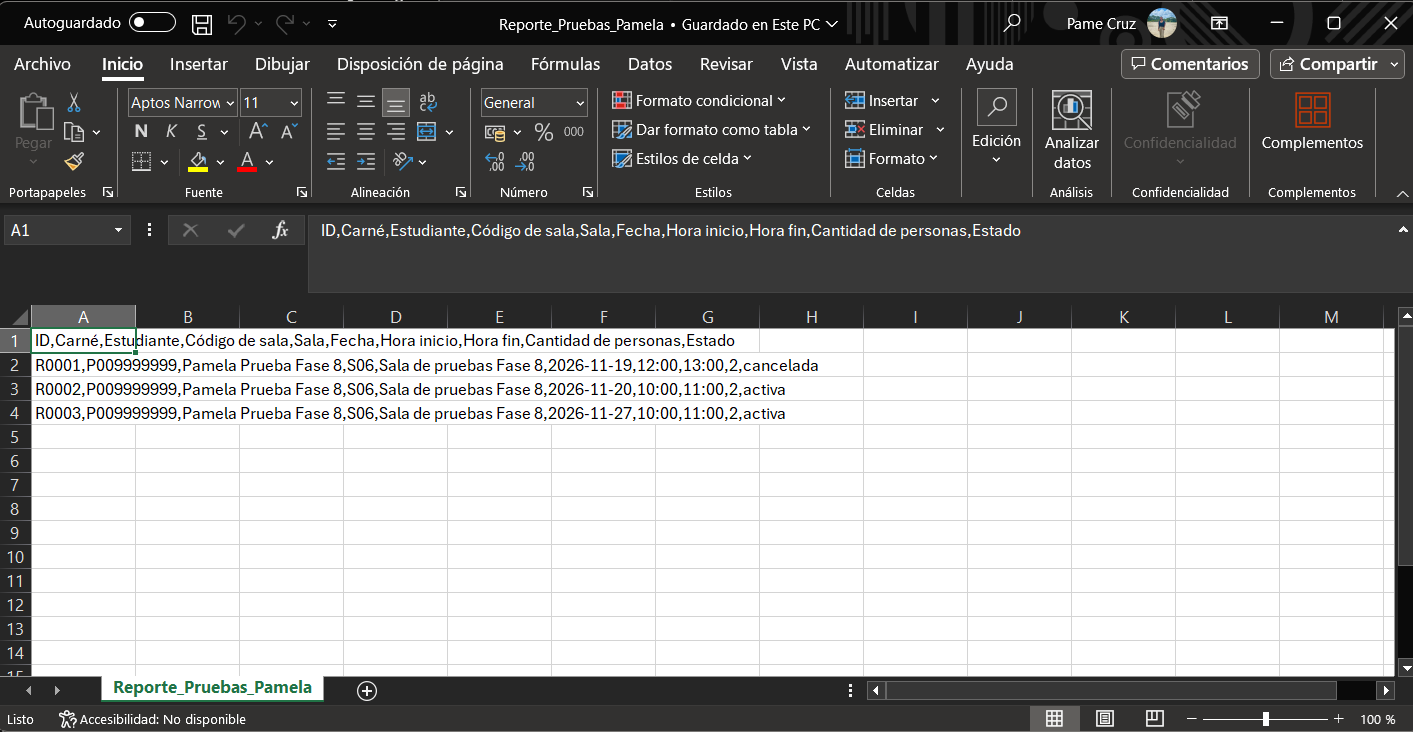 Autoguardado
Reporte_Pruebas_Pamela • Guardado en Este PC
Pame Cruz
Archivo Inicio Insertar Dibujar Disposición de página Fórmulas Datos Revisar Vista Automatizar Ayuda Comentarios Compartir
Pegar
Portapapeles
Aptos Narrow 11
N K S A A
A
Fuente
ab
Alineación
General
% 000
,00 ,00
Número
Formato condicional
Dar formato como tabla
Estilos de celda
Estilos
Insertar
Eliminar
Formato
Celdas
Edición
Analizar
datos
Análisis
Confidencialidad
Confidencialidad
Complementos
Complementos
A1 fx ID,Carné,Estudiante,Código de sala,Sala,Fecha,Hora inicio,Hora fin,Cantidad de personas,Estado
A B C D E F G H I J K L M
1 ID,Carné,Estudiante,Código de sala,Sala,Fecha,Hora inicio,Hora fin,Cantidad de personas,Estado
2 R0001,P009999999,Pamela Prueba Fase 8,S06,Sala de pruebas Fase 8,2026-11-19,12:00,13:00,2,cancelada
3 R0002,P009999999,Pamela Prueba Fase 8,S06,Sala de pruebas Fase 8,2026-11-20,10:00,11:00,2,activa
4 R0003,P009999999,Pamela Prueba Fase 8,S06,Sala de pruebas Fase 8,2026-11-27,10:00,11:00,2,activa
5
6
7
8
9
10
11
12
13
14
15
Reporte_Pruebas_Pamela
Listo Accesibilidad: No disponible 100 %